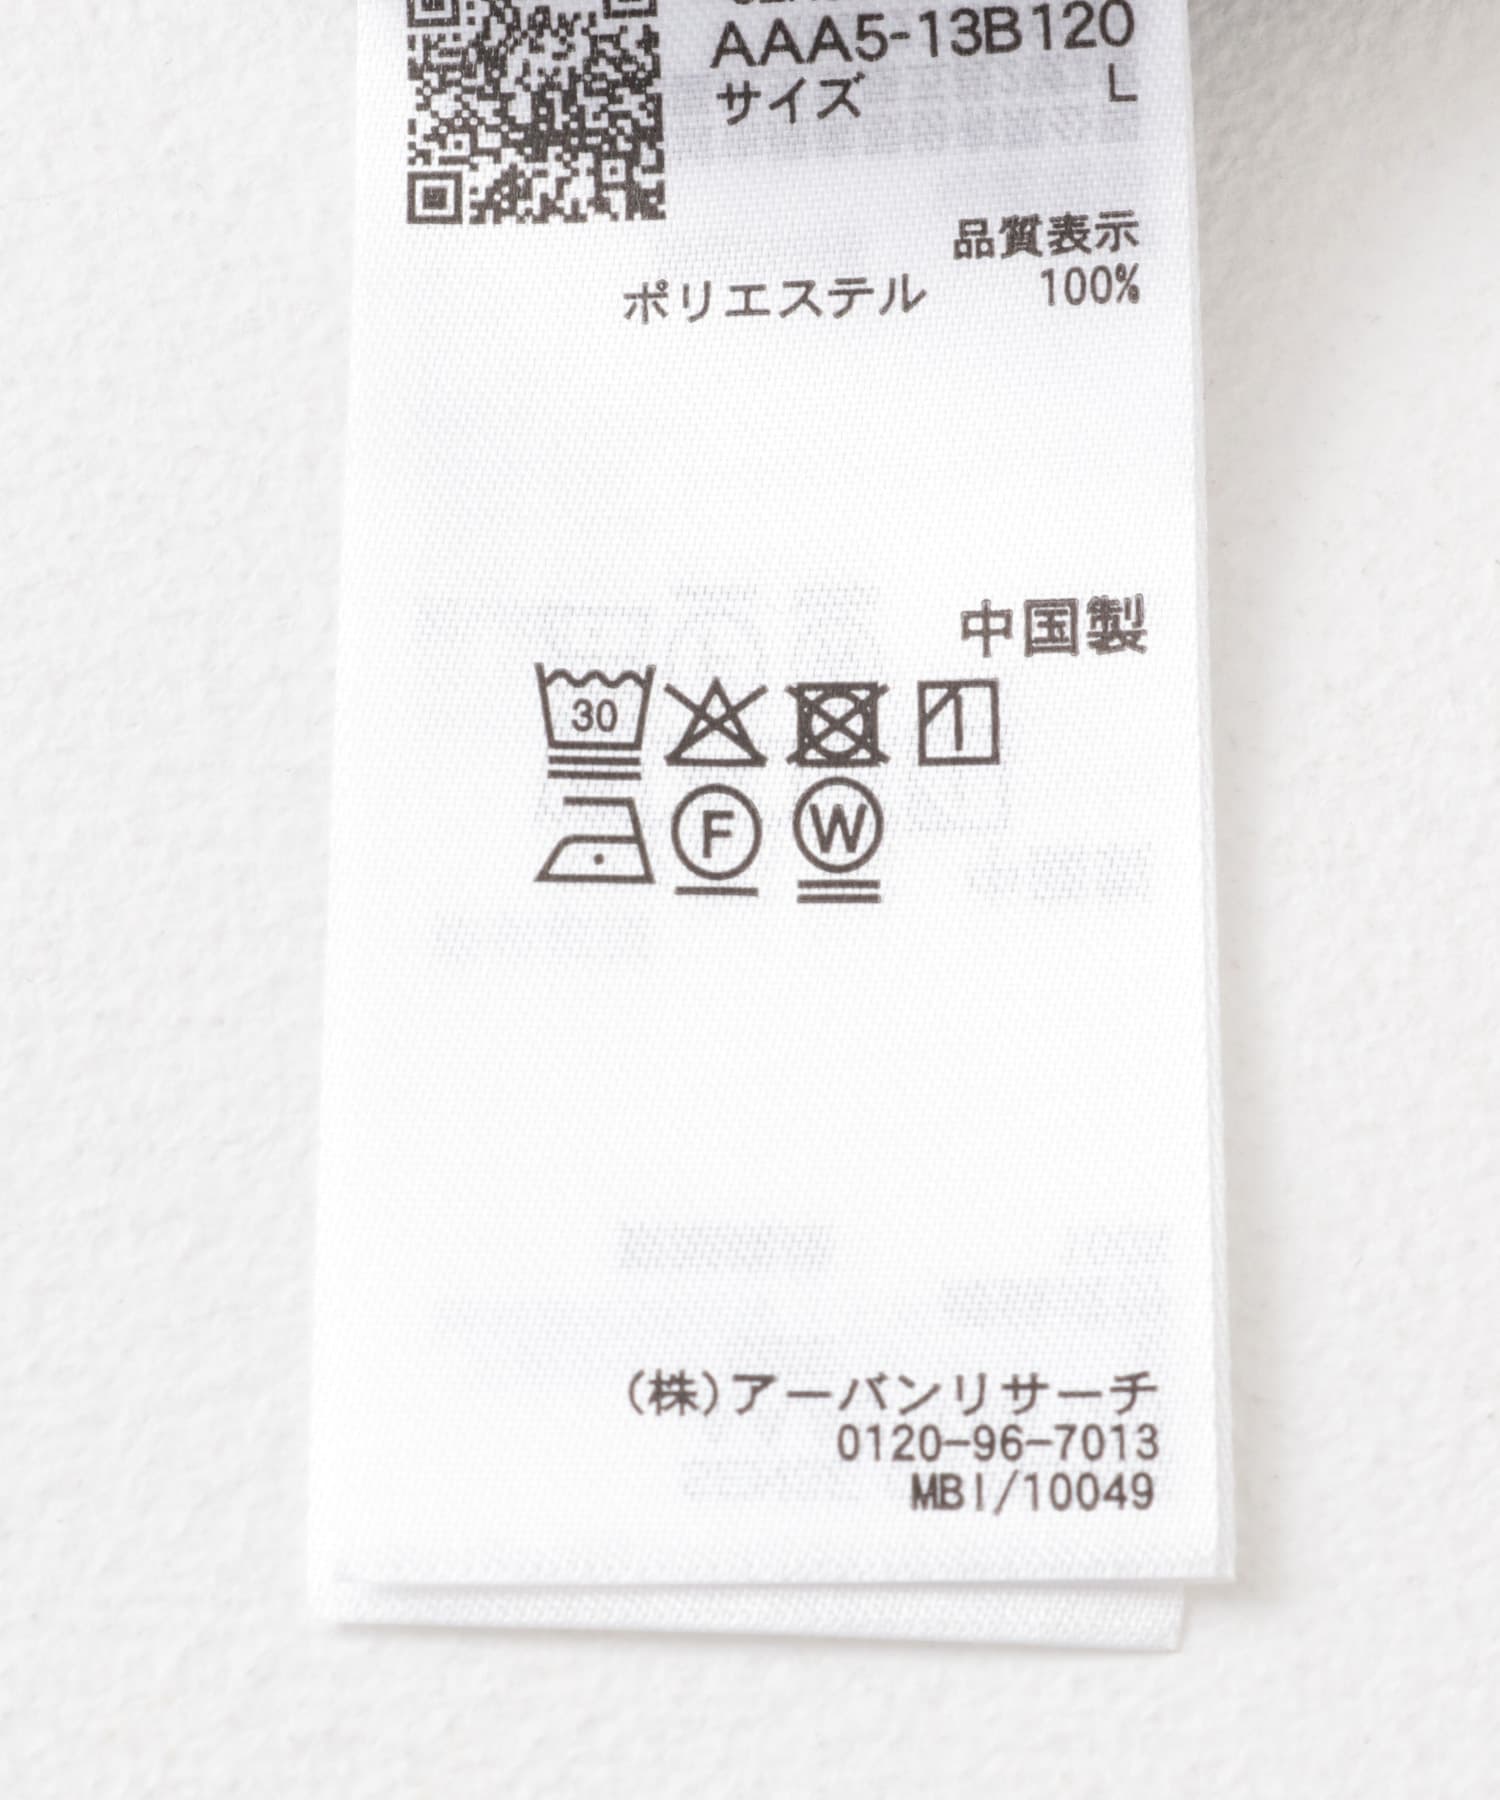 AAA5-13B120
サイズ L
品質表示
ポリエステル 100%
中国製
30
F W
(株)アーバンリサーチ
0120-96-7013
MBI/10049